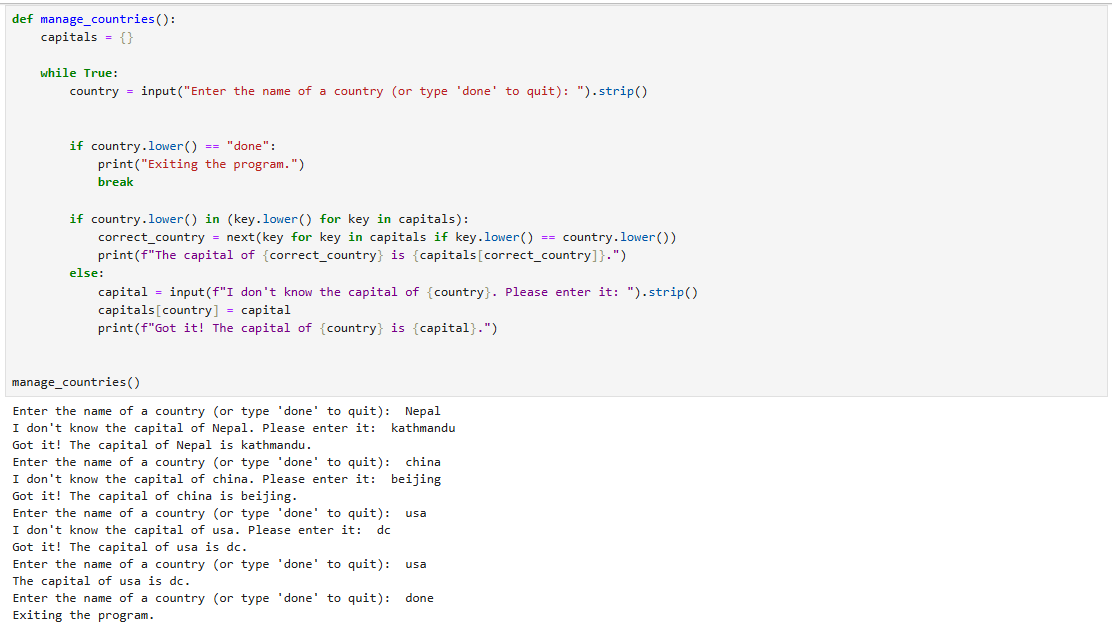 def manage_countries():
    capitals = {}
    while True:
        country = input("Enter the name of a country (or type 'done' to quit): ").strip()
        if country.lower() == "done":
            print("Exiting the program.")
            break
        if country.lower() in (key.lower() for key in capitals):
            correct_country = next(key for key in capitals if key.lower() == country.lower())
            print(f"The capital of {correct_country} is {capitals[correct_country]}.")
        else:
            capital = input(f"I don't know the capital of {country}. Please enter it: ").strip()
            capitals[country] = capital
            print(f"Got it! The capital of {country} is {capital}.")
manage_countries()
Enter the name of a country (or type 'done' to quit):  Nepal
I don't know the capital of Nepal. Please enter it:  kathmandu
Got it! The capital of Nepal is kathmandu.
Enter the name of a country (or type 'done' to quit):  china
I don't know the capital of china. Please enter it:  beijing
Got it! The capital of china is beijing.
Enter the name of a country (or type 'done' to quit):  usa
I don't know the capital of usa. Please enter it:  dc
Got it! The capital of usa is dc.
Enter the name of a country (or type 'done' to quit):  usa
The capital of usa is dc.
Enter the name of a country (or type 'done' to quit):  done
Exiting the program.